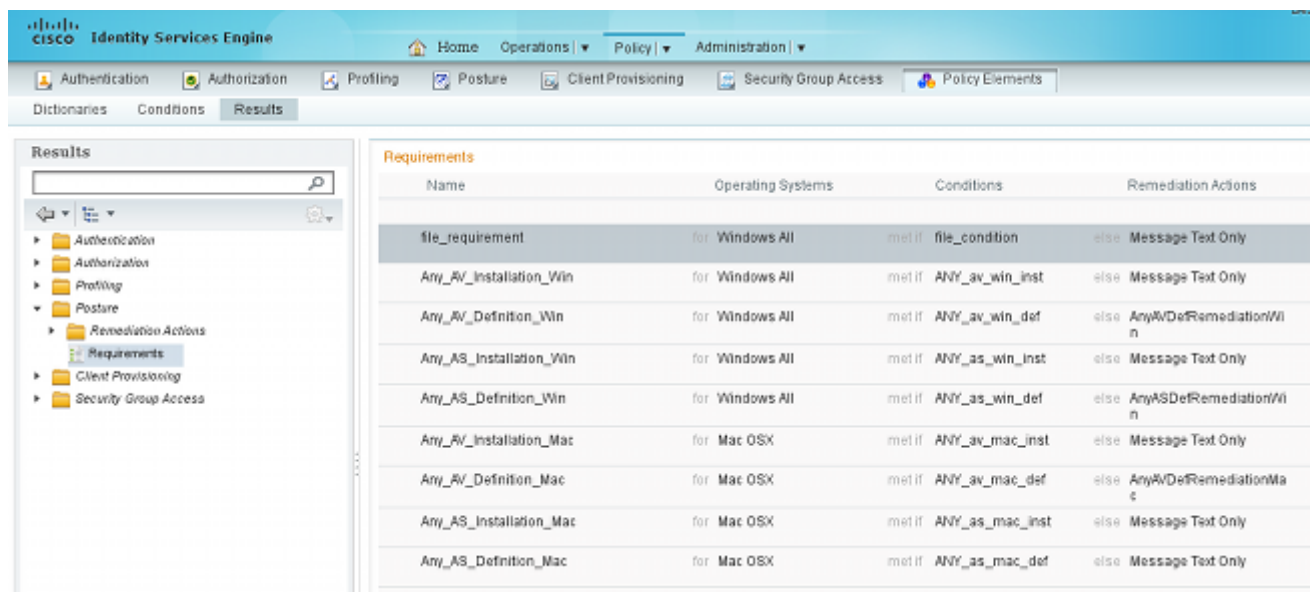 cisco Identity Services Engine
Home Operations | ▼ Policy | ▼ Administration | ▼
Authentication Authorization Profiling Posture Client Provisioning Security Group Access Policy Elements
Dictionaries Conditions Results
Results
Authentication
Authorization
Profiling
Posture
Remediation Actions
Requirements
Client Provisioning
Security Group Access
Requirements
Name Operating Systems Conditions Remediation Actions
file_requirement for Windows All met if file_condition else Message Text Only
Any_AV_Installation_Win for Windows All met if ANY_av_win_inst else Message Text Only
Any_AV_Definition_Win for Windows All met if ANY_av_win_def else AnyAVDefRemediationWi
n
Any_AS_Installation_Win for Windows All met if ANY_as_win_inst else Message Text Only
Any_AS_Definition_Win for Windows All met if ANY_as_win_def else AnyASDefRemediationWi
n
Any_AV_Installation_Mac for Mac OSX met if ANY_av_mac_inst else Message Text Only
Any_AV_Definition_Mac for Mac OSX met if ANY_av_mac_def else AnyAVDefRemediationMa
c
Any_AS_Installation_Mac for Mac OSX met if ANY_as_mac_inst else Message Text Only
Any_AS_Definition_Mac for Mac OSX met if ANY_as_mac_def else Message Text Only